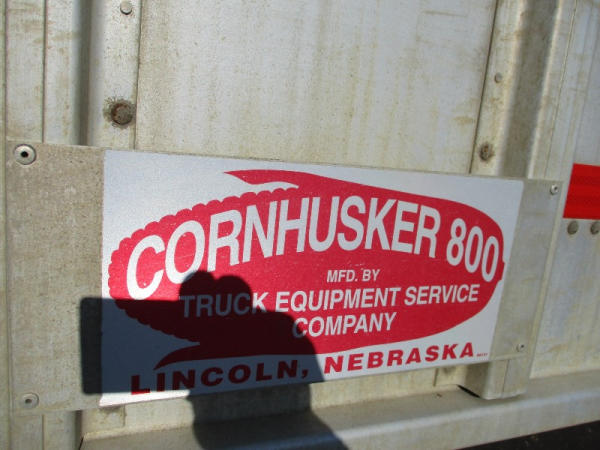 CORNHUSKER 800
MFD. BY
TRUCK EQUIPMENT SERVICE
COMPANY
LINCOLN, NEBRASKA